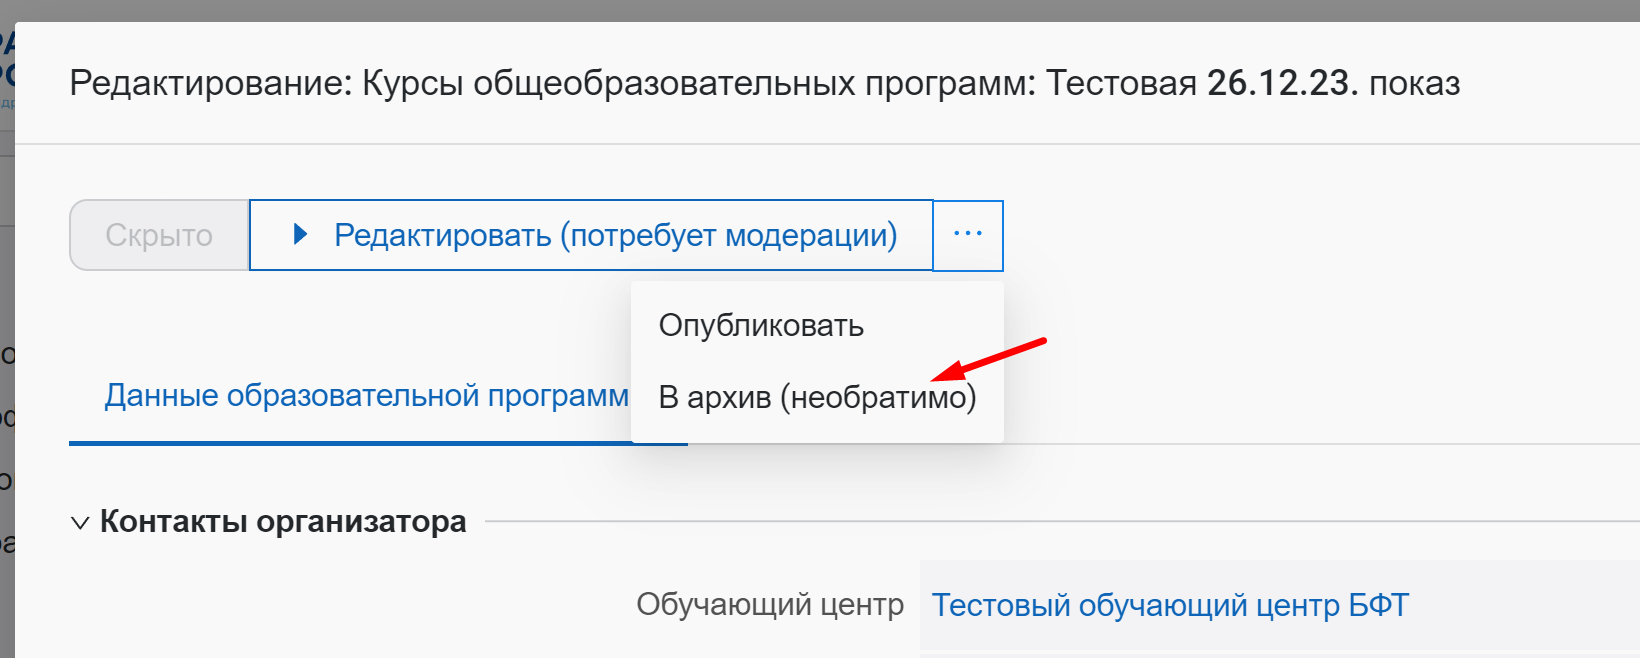 Редактирование: Курсы общеобразовательных программ: Тестовая 26.12.23. показ
Скрыто
Редактировать (потребует модерации)
...
Опубликовать
В архив (необратимо)
Данные образовательной программ
Контакты организатора
Обучающий центр
Тестовый обучающий центр БФТ